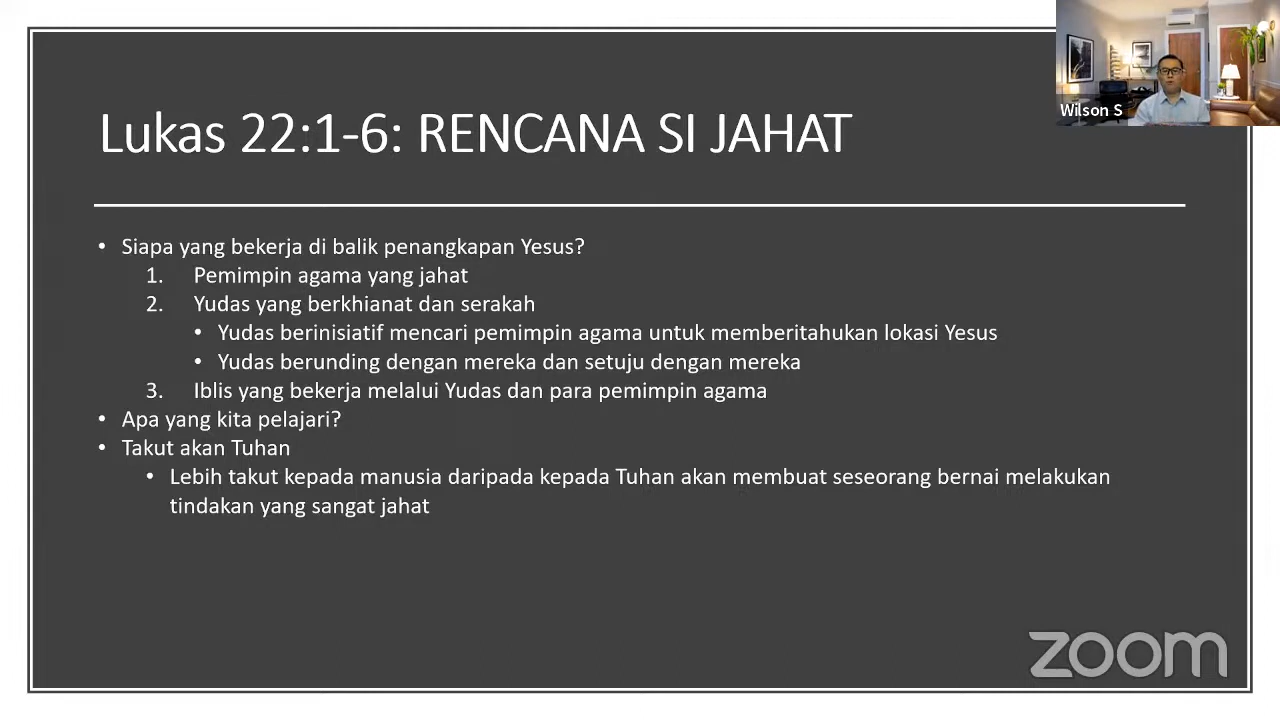 Wilson S
Lukas 22:1-6: RENCANA SI JAHAT
• Siapa yang bekerja di balik penangkapan Yesus?
1. Pemimpin agama yang jahat
2. Yudas yang berkhianat dan serakah
• Yudas berinisiatif mencari pemimpin agama untuk memberitahukan lokasi Yesus
• Yudas berunding dengan mereka dan setuju dengan mereka
3. Iblis yang bekerja melalui Yudas dan para pemimpin agama
• Apa yang kita pelajari?
• Takut akan Tuhan
• Lebih takut kepada manusia daripada kepada Tuhan akan membuat seseorang bernai melakukan
tindakan yang sangat jahat
zoom